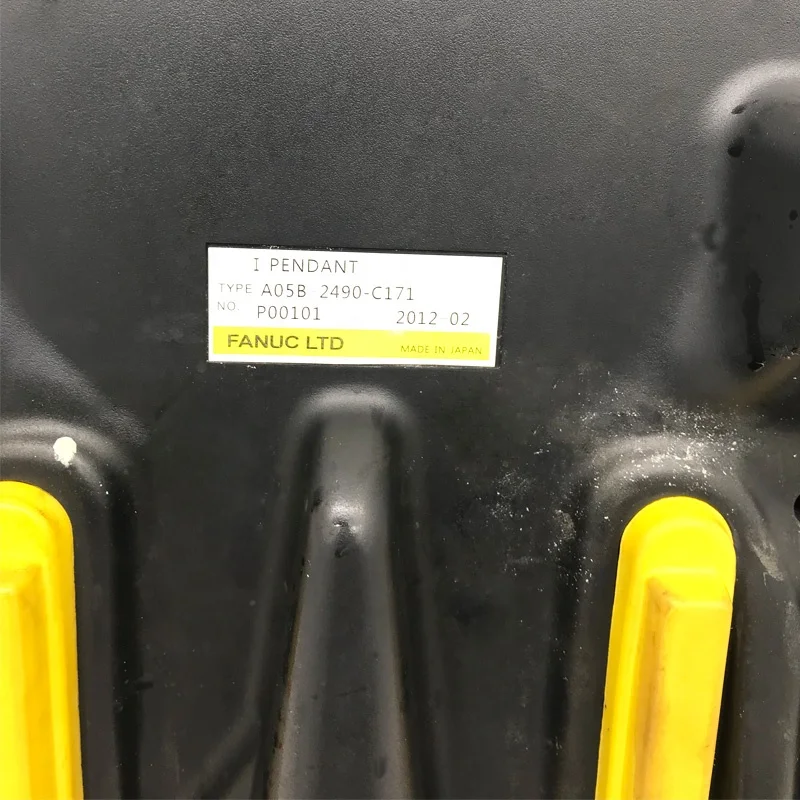 I PENDANT
TYPE A05B-2490-C171
NO. P00101 2012-02
FANUC LTD MADE IN JAPAN